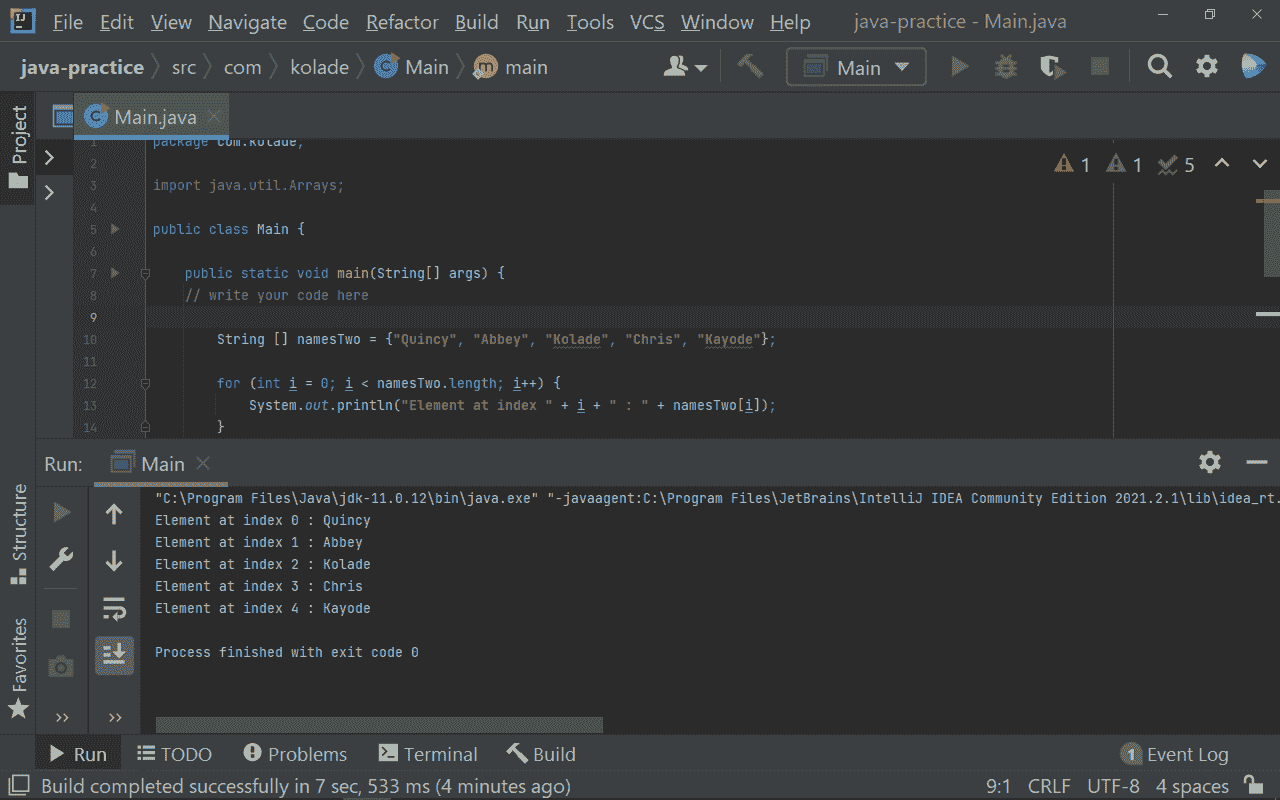 IJ File Edit View Navigate Code Refactor Build Run Tools VCS Window Help java-practice - Main.java
java-practice src com kolade C Main m main Main
Project
C Main.java
1 package com.kolade;
2
3 import java.util.Arrays;
4
5 public class Main {
6
7 public static void main(String[] args) {
8 // write your code here
9
10 String [] namesTwo = {"Quincy", "Abbey", "Kolade", "Chris", "Kayode"};
11
12 for (int i = 0; i < namesTwo.length; i++) {
13 System.out.println("Element at index " + i + " : " + namesTwo[i]);
14 }
1 1 5
Run: Main
"C:\Program Files\Java\jdk-11.0.12\bin\java.exe" "-javaagent:C:\Program Files\JetBrains\IntelliJ IDEA Community Edition 2021.2.1\lib\idea_rt.
Element at index 0 : Quincy
Element at index 1 : Abbey
Element at index 2 : Kolade
Element at index 3 : Chris
Element at index 4 : Kayode
Process finished with exit code 0
Structure
Favorites
Run TODO Problems Terminal Build 1 Event Log
Build completed successfully in 7 sec, 533 ms (4 minutes ago) 9:1 CRLF UTF-8 4 spaces